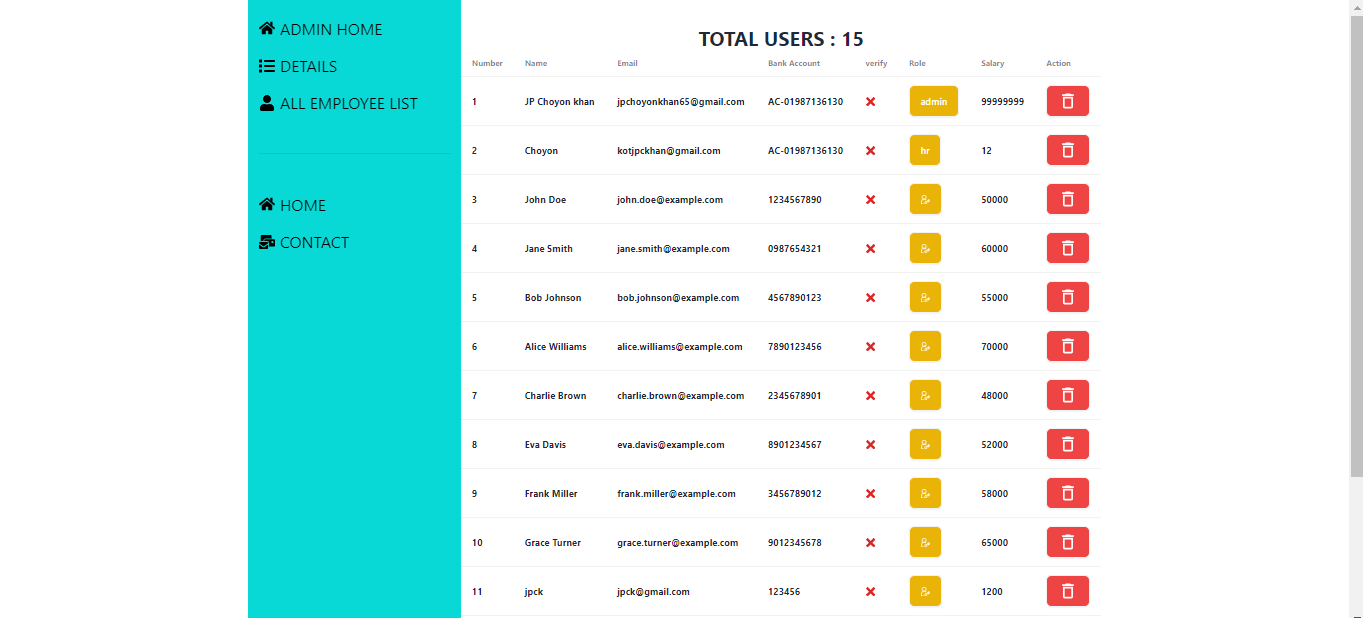 ADMIN HOME
DETAILS
ALL EMPLOYEE LIST
HOME
CONTACT
TOTAL USERS : 15
Number Name Email Bank Account verify Role Salary Action
1 JP Choyon khan jpchoyonkhan65@gmail.com AC-01987136130 admin 99999999
2 Choyon kotjpckhan@gmail.com AC-01987136130 hr 12
3 John Doe john.doe@example.com 1234567890 50000
4 Jane Smith jane.smith@example.com 0987654321 60000
5 Bob Johnson bob.johnson@example.com 4567890123 55000
6 Alice Williams alice.williams@example.com 7890123456 70000
7 Charlie Brown charlie.brown@example.com 2345678901 48000
8 Eva Davis eva.davis@example.com 8901234567 52000
9 Frank Miller frank.miller@example.com 3456789012 58000
10 Grace Turner grace.turner@example.com 9012345678 65000
11 jpck jpck@gmail.com 123456 1200